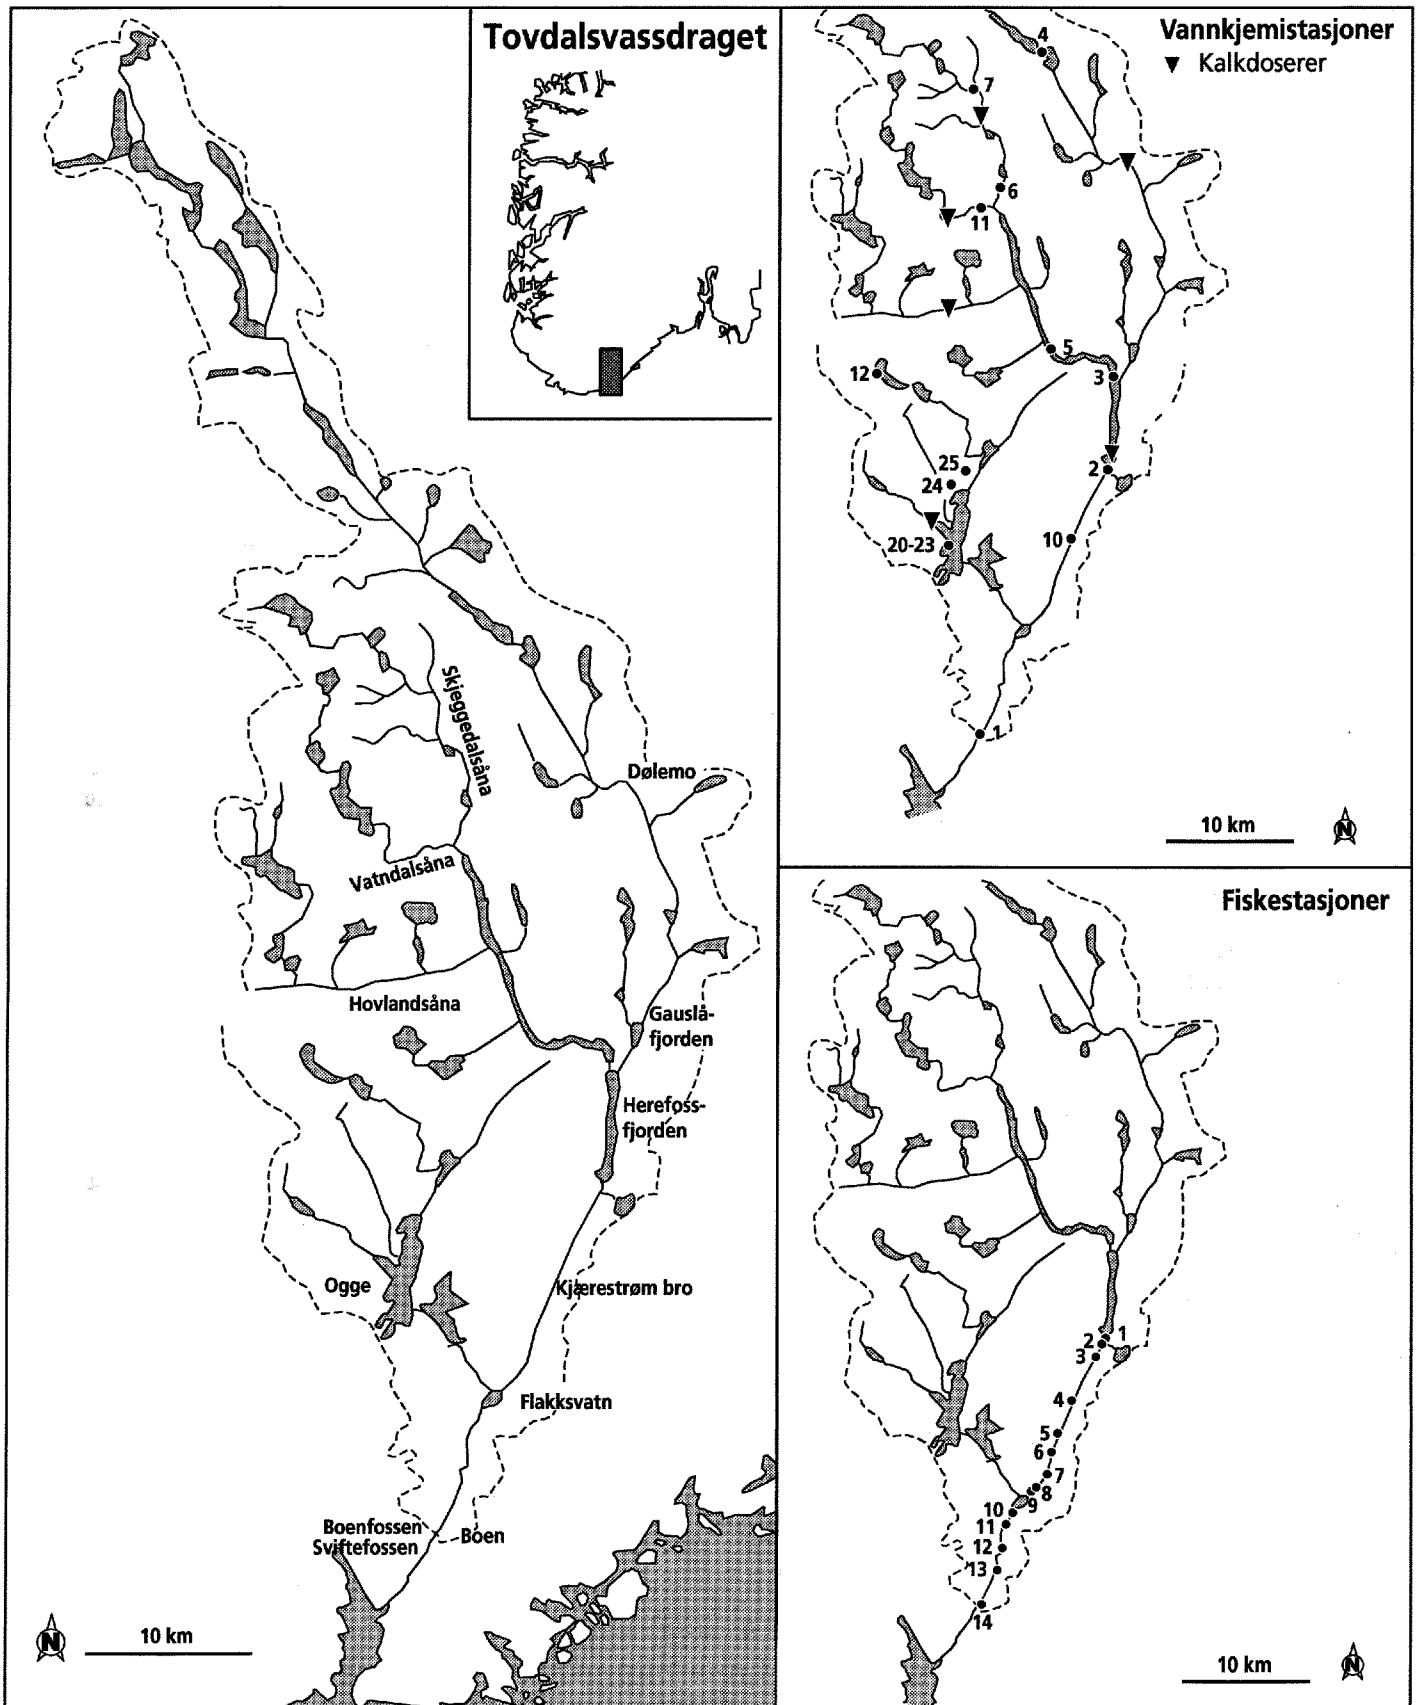 Tovdalsvassdraget
Skjeggedalsåna
Dølemo
Vatndalsåna
Hovlandsåna
Gauslå-
fjorden
Herefoss-
fjorden
Ogge
Kjærestrøm bro
Flakksvatn
Boenfossen
Boen
Sviftefossen
N
10 km
Vannkjemistasjoner
Kalkdoserer
4
7
6
11
5
12
3
25
24
2
20-23
10
1
10 km
N
Fiskestasjoner
1
2
3
4
5
6
7
8
9
10
11
12
13
14
10 km
N